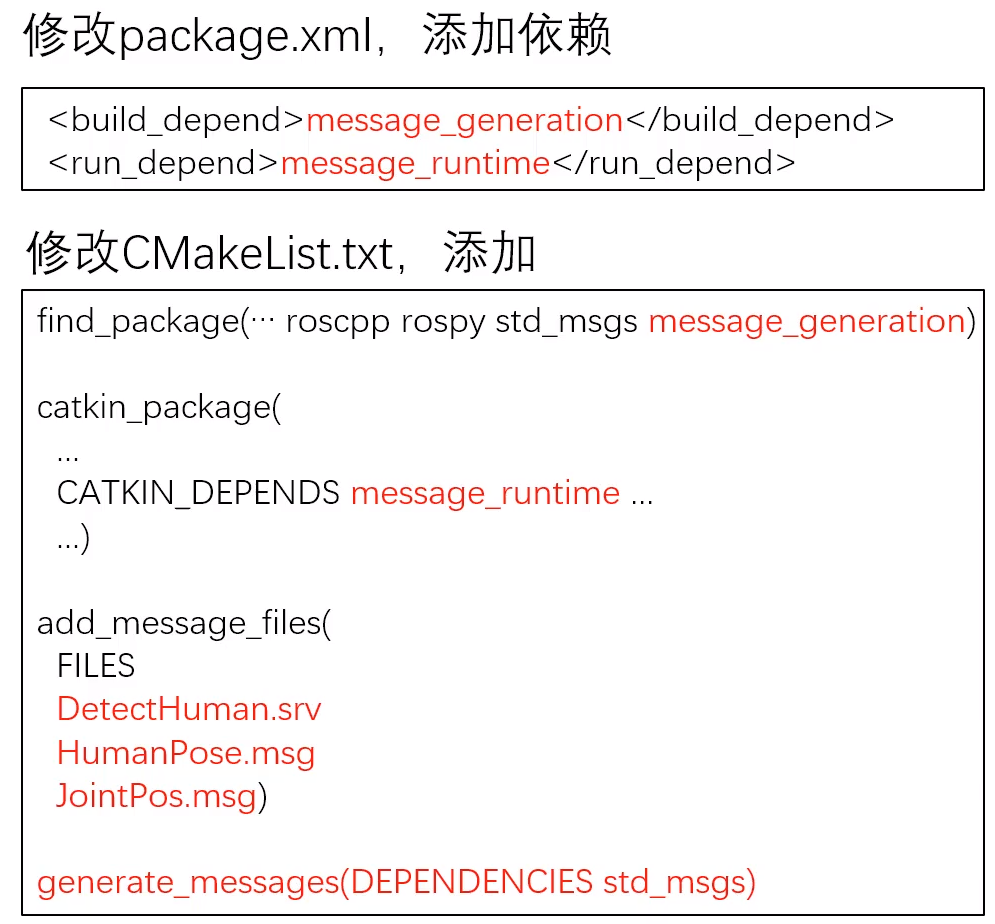 修改package.xml，添加依赖
<build_depend>message_generation</build_depend>
<run_depend>message_runtime</run_depend>
修改CMakeList.txt，添加
find_package(… roscpp rospy std_msgs message_generation)
catkin_package(
...
CATKIN_DEPENDS message_runtime ...
...)
add_message_files(
FILES
DetectHuman.srv
HumanPose.msg
JointPos.msg)
generate_messages(DEPENDENCIES std_msgs)